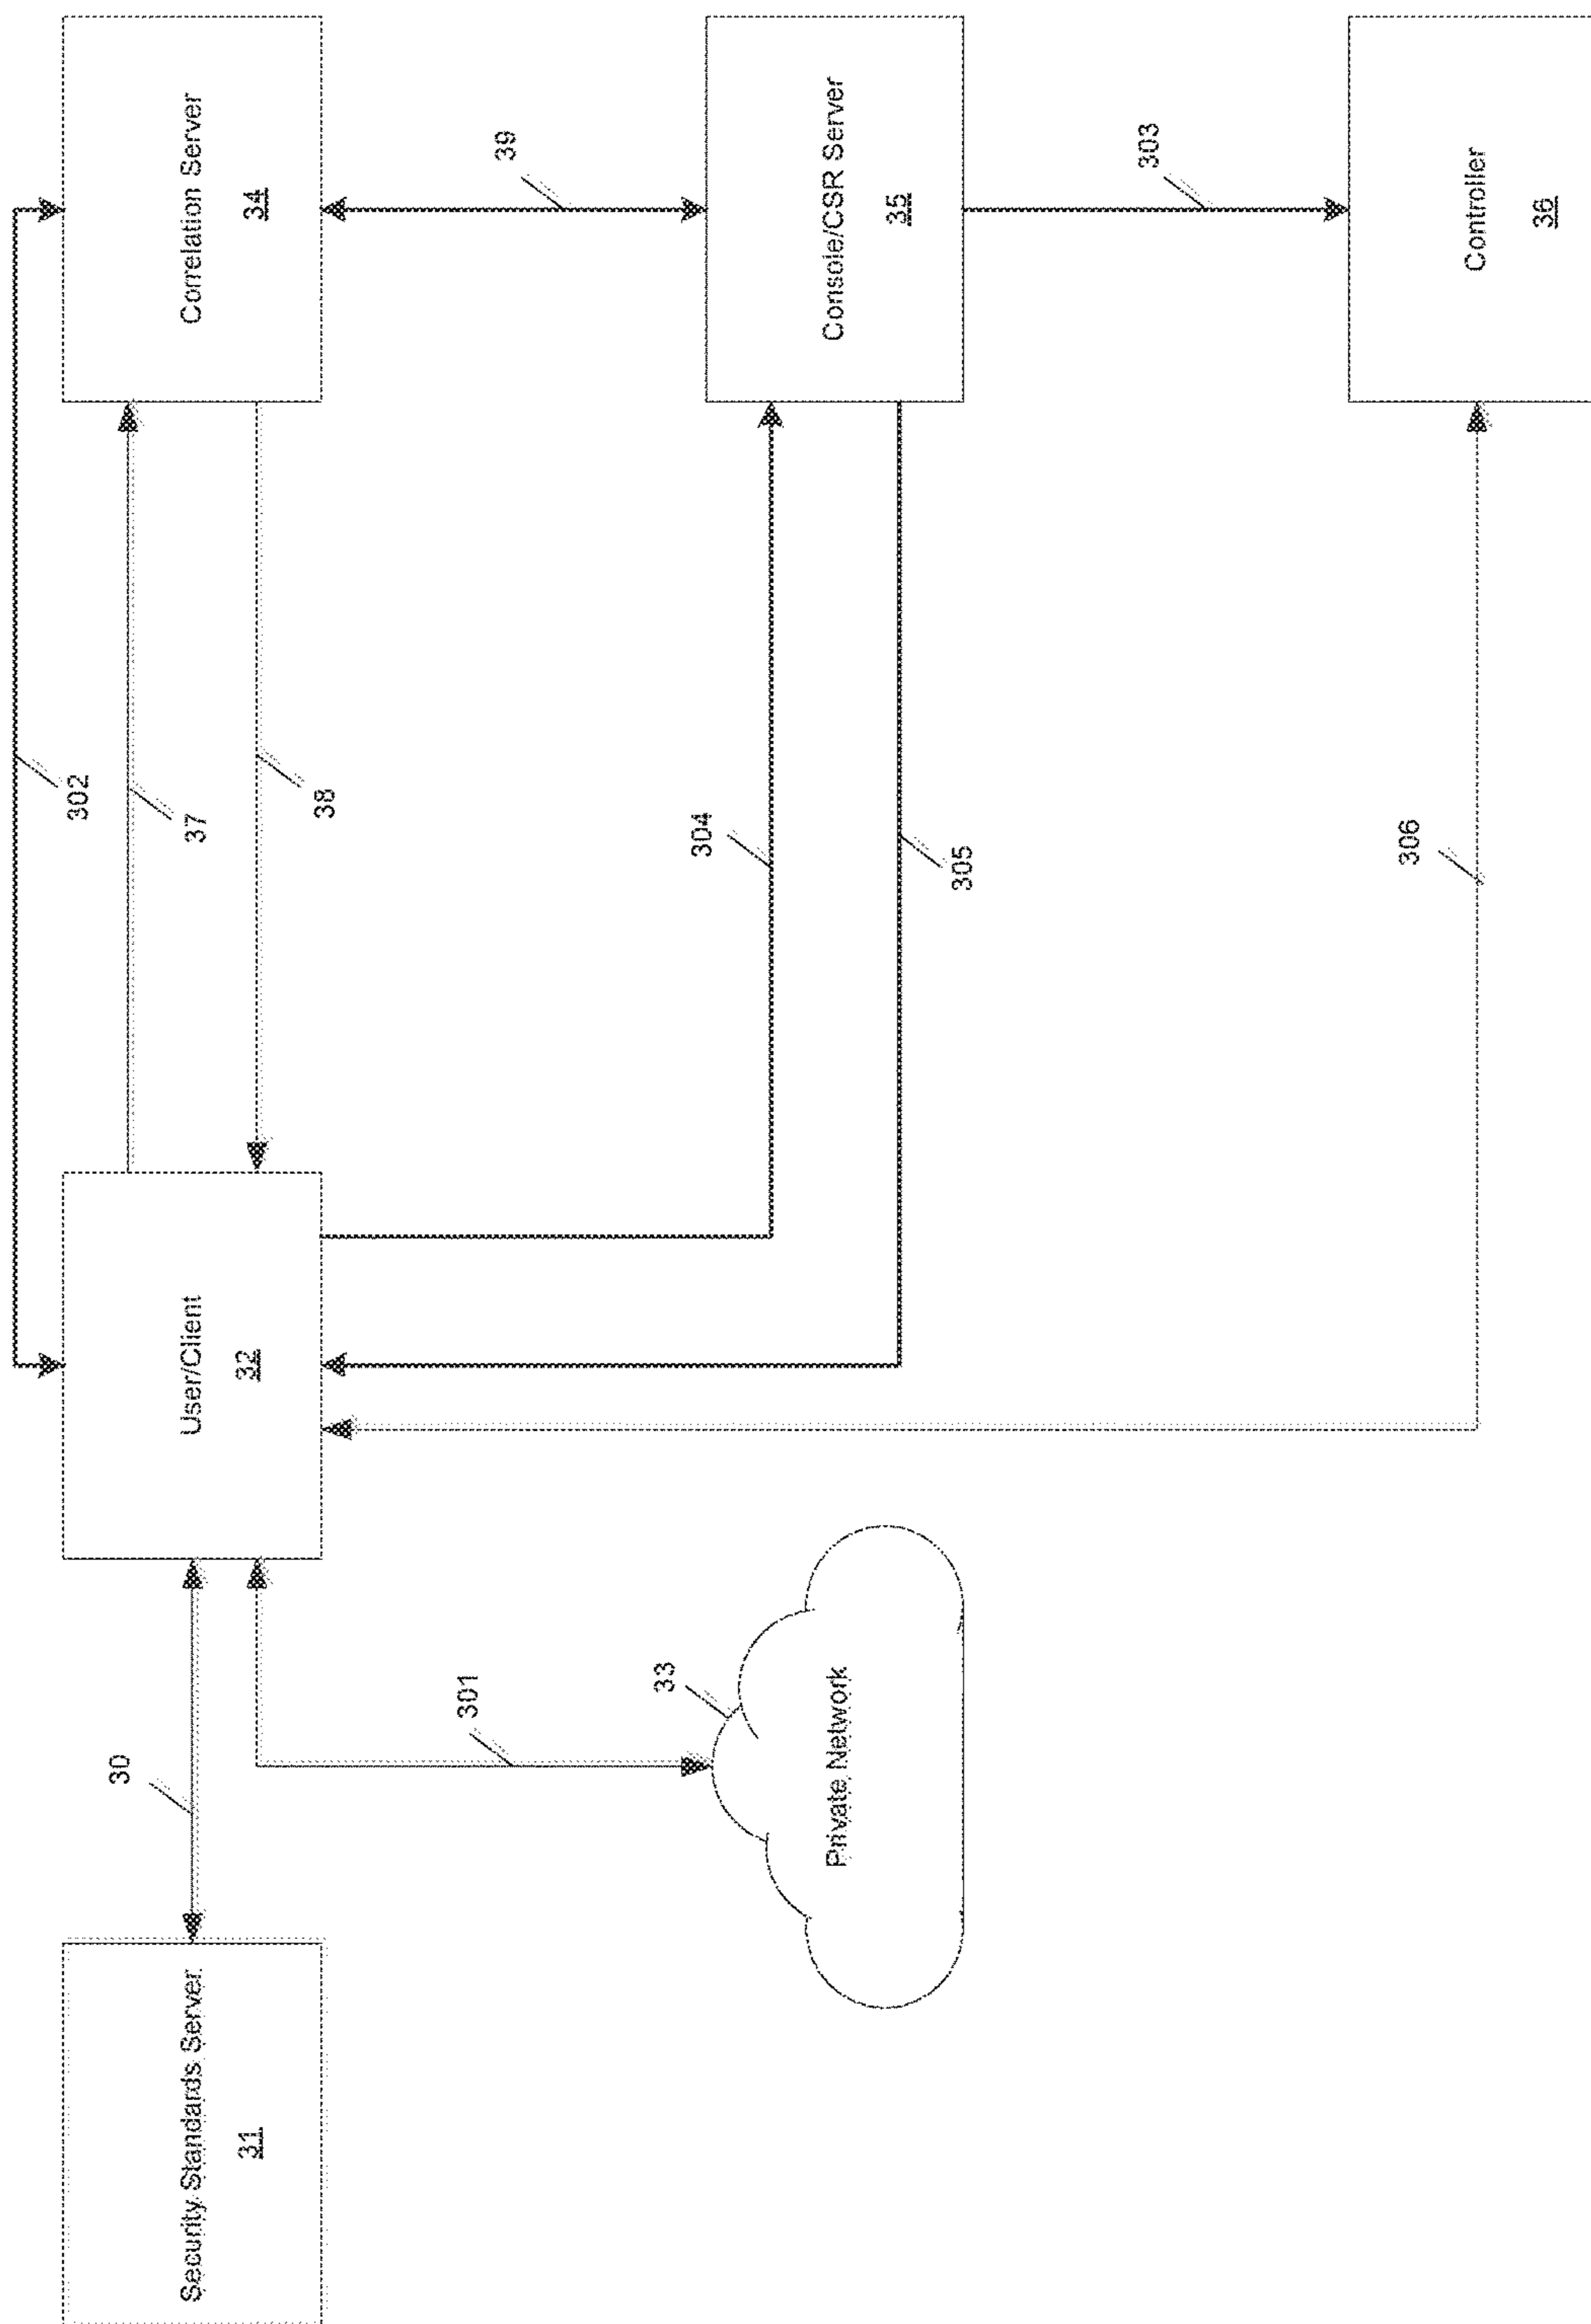 Security Standards Server
31
30
User/Client
32
302
37
38
Correlation Server
34
301
33
Private Network
304
305
39
Console/CSR Server
35
306
303
Controller
36